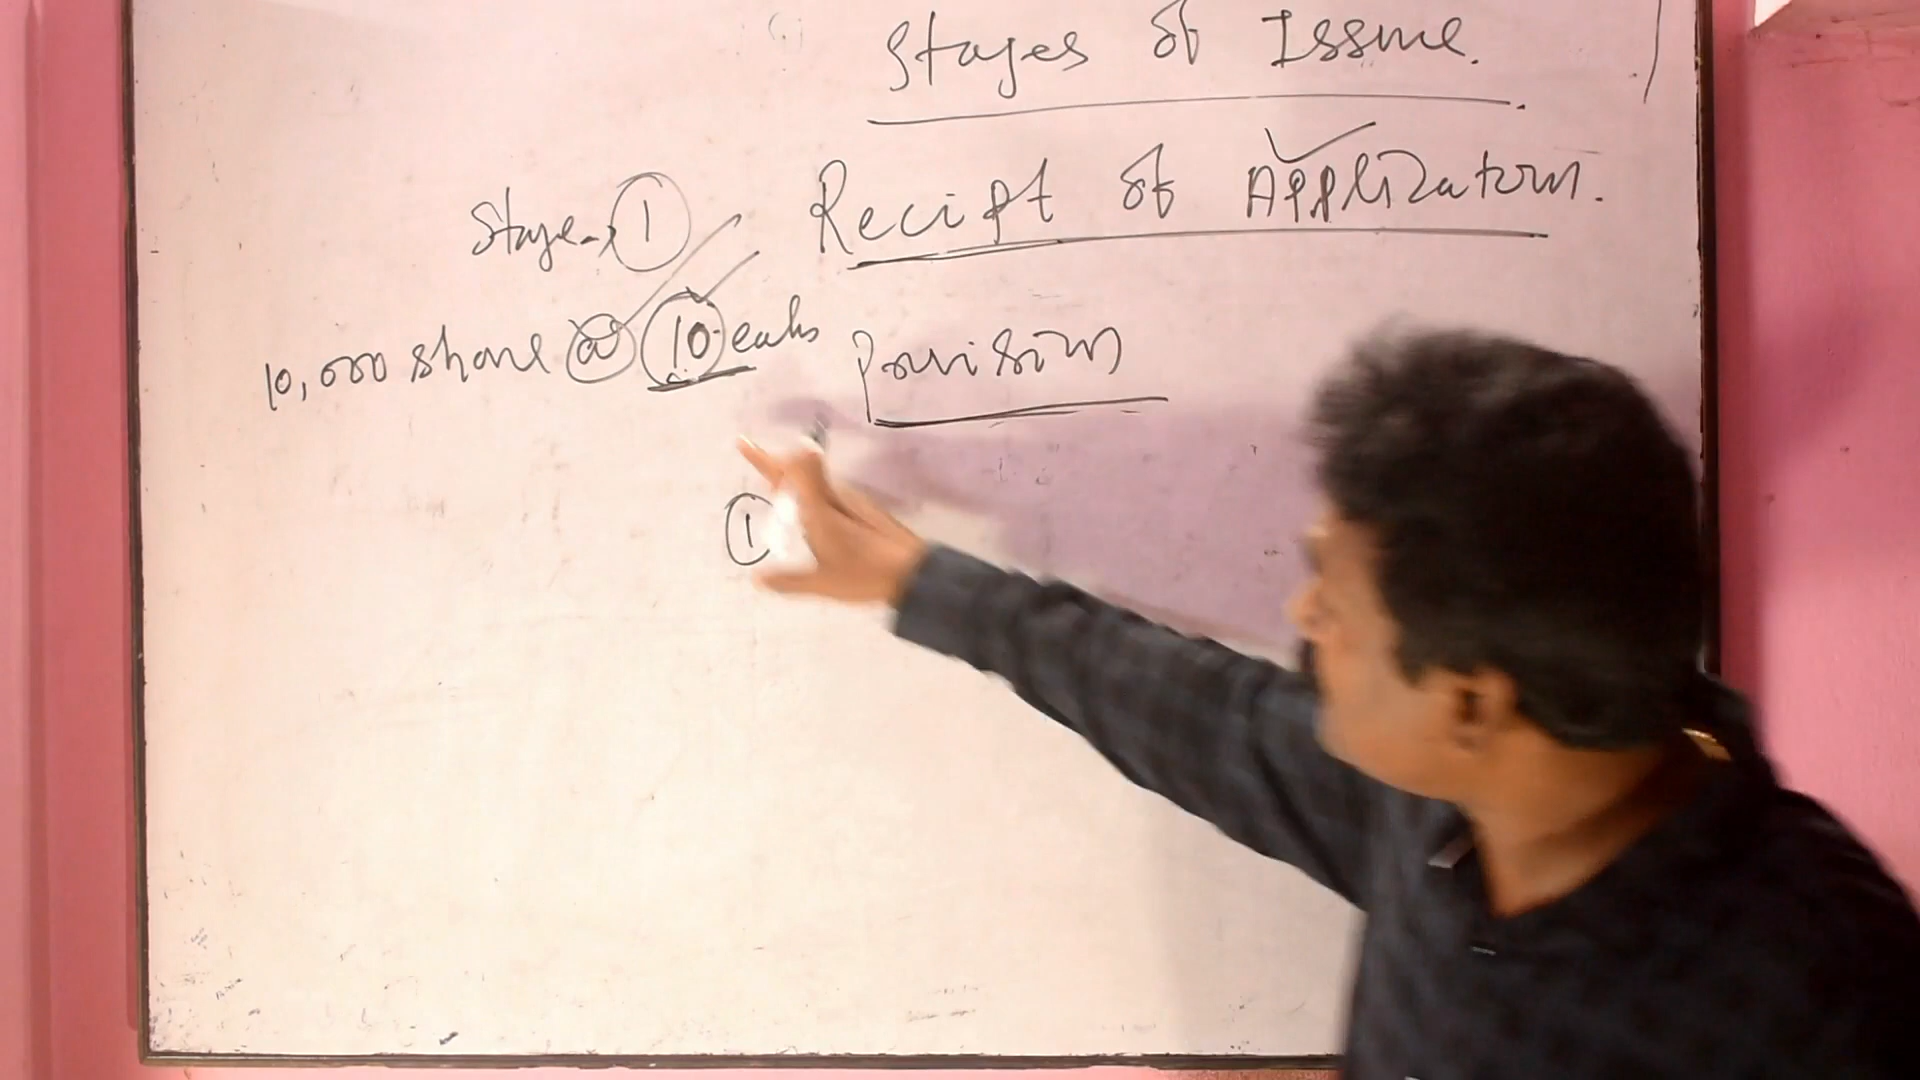 Stages of Issue.
Stage-1 Recipt of Application.
10,000 share @ 10 each Provision
1